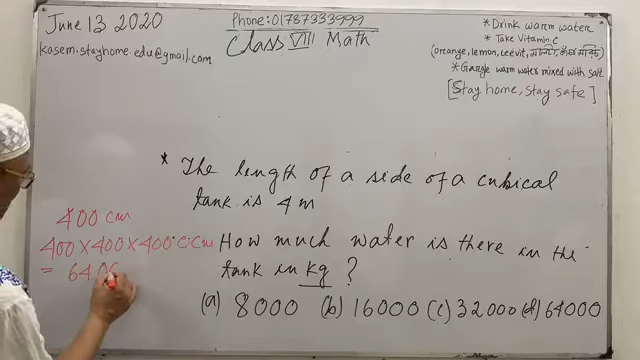 June 13 2020
kasem.stayhome.edu@gmail.com
Phone:01787333999
Class VIII Math
* Drink warm water
* Take Vitamin C
(orange, lemon, ceevit,
* Gargle warm water mixed with salt
[Stay home, stay safe]
* The length of a side of a cubical
tank is 4m
How much water is there in the
tank in kg ?
(a) 8000 (b) 16000 (c) 32000 (d) 64000
400 cm
400 × 400 × 400 c.c.cm
= 640